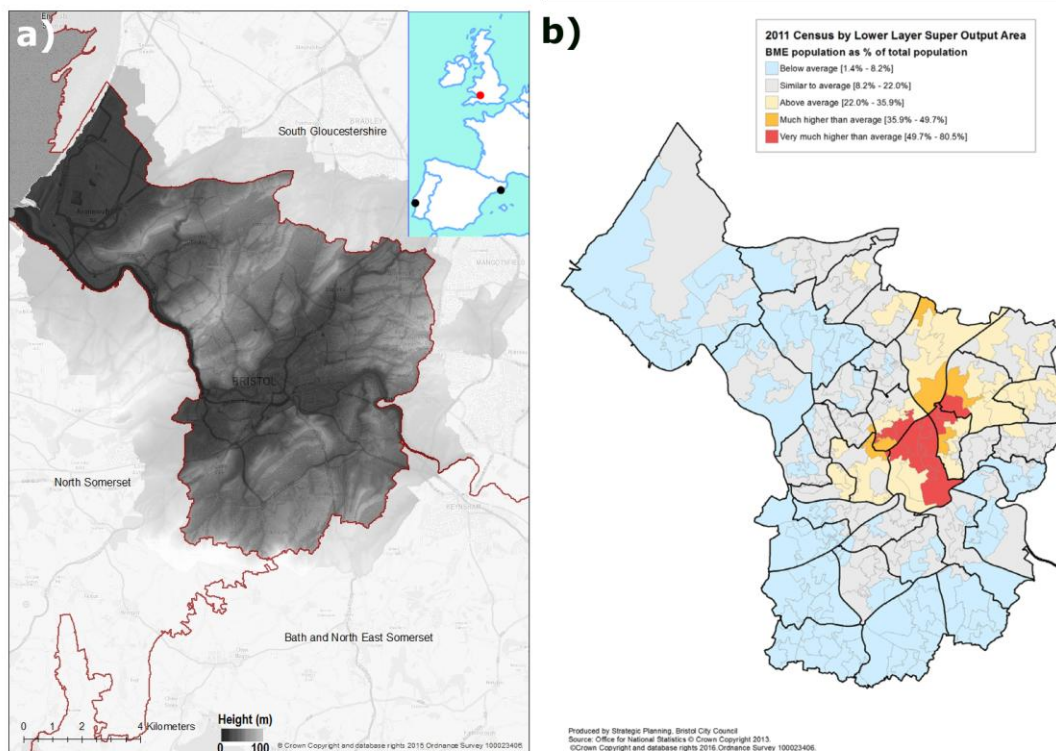 a)
South Gloucestershire
BRADLEY
Avonmouth
MANGOTSFIELD
BRISTOL
North Somerset
KEYNSHAM
Bath and North East Somerset
0 2 4 Kilometers
Height (m)
0 100
© Crown Copyright and database rights 2015 Ordnance Survey 100023406.
b)
2011 Census by Lower Layer Super Output Area
BME population as % of total population
Below average [1.4% - 8.2%]
Similar to average [8.2% - 22.0%]
Above average [22.0% - 35.9%]
Much higher than average [35.9% - 49.7%]
Very much higher than average [49.7% - 80.5%]
Produced by Strategic Planning, Bristol City Council
Source: Office for National Statistics © Crown Copyright 2013.
©Crown Copyright and database rights 2016 Ordnance Survey 100023406.